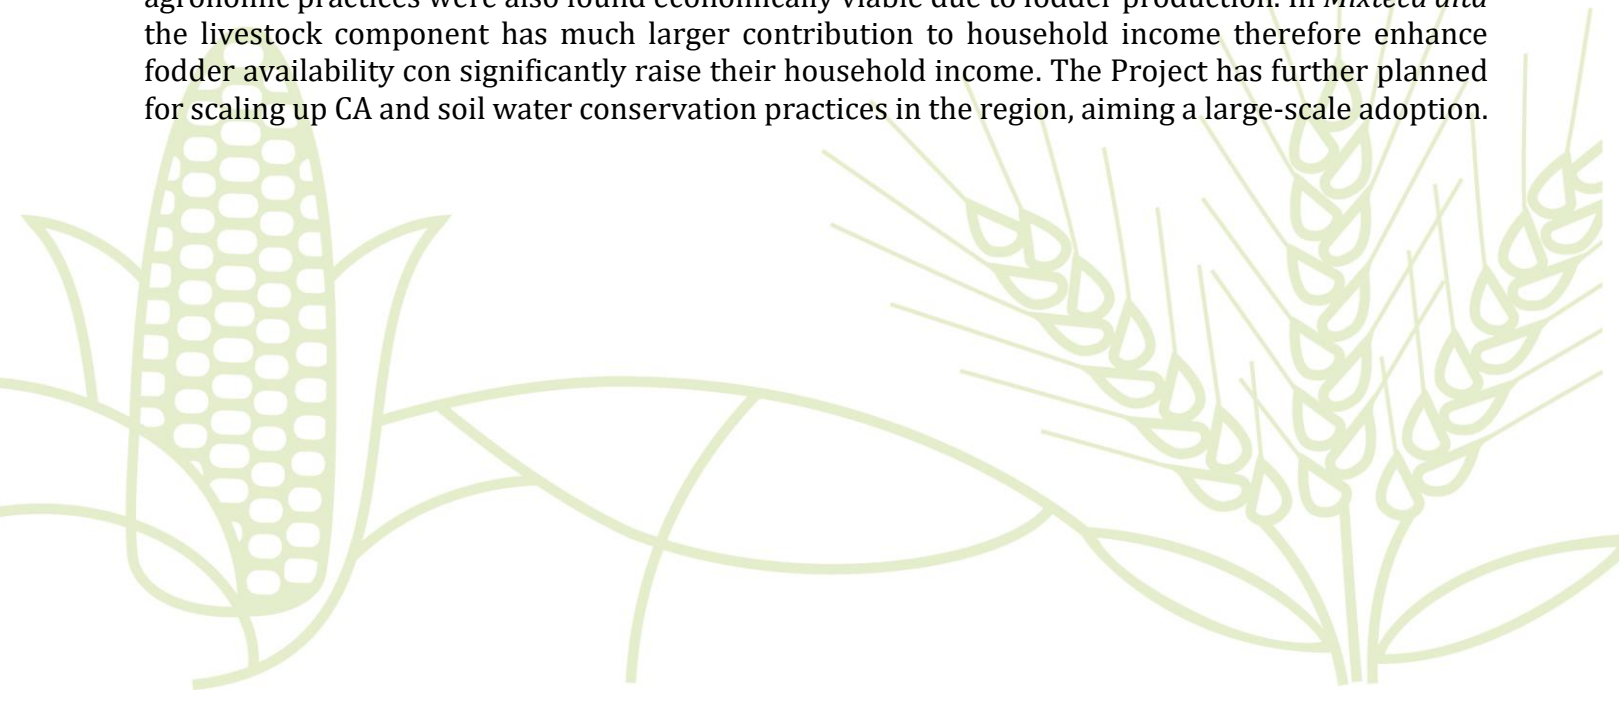 agronomic practices were also found economically viable due to fodder production. In Mixteca alta
the livestock component has much larger contribution to household income therefore enhance
fodder availability con significantly raise their household income. The Project has further planned
for scaling up CA and soil water conservation practices in the region, aiming a large-scale adoption.